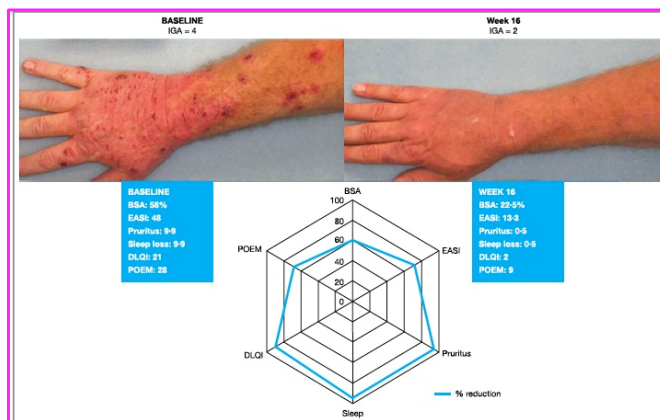 BASELINE
IGA = 4
Week 16
IGA = 2
BASELINE
BSA: 58%
EASI: 48
Pruritus: 9·9
Sleep loss: 9·9
DLQI: 21
POEM: 28
WEEK 16
BSA: 22·5%
EASI: 13·3
Pruritus: 0·5
Sleep loss: 0·5
DLQI: 2
POEM: 9
BSA
100
80
60
40
20
0
POEM
EASI
DLQI
Pruritus
Sleep
% reduction